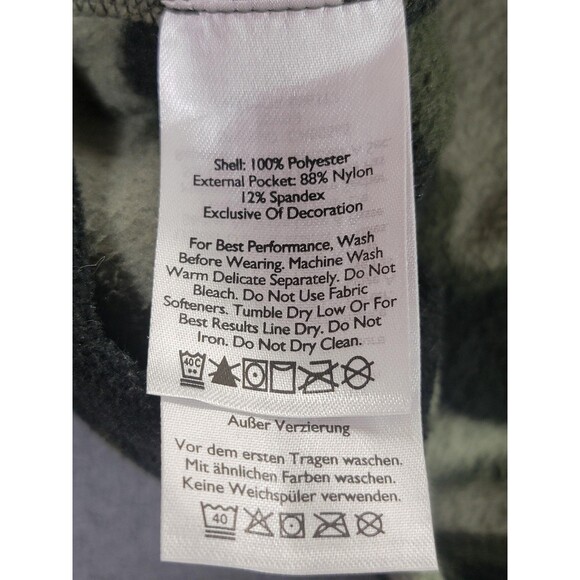 Shell: 100% Polyester
External Pocket: 88% Nylon
12% Spandex
Exclusive Of Decoration
For Best Performance, Wash
Before Wearing. Machine Wash
Warm Delicate Separately. Do Not
Bleach. Do Not Use Fabric
Softeners. Tumble Dry Low Or For
Best Results Line Dry. Do Not
Iron. Do Not Dry Clean.
40C
Außer Verzierung
Vor dem ersten Tragen waschen.
Mit ähnlichen Farben waschen.
Keine Weichspüler verwenden.
40